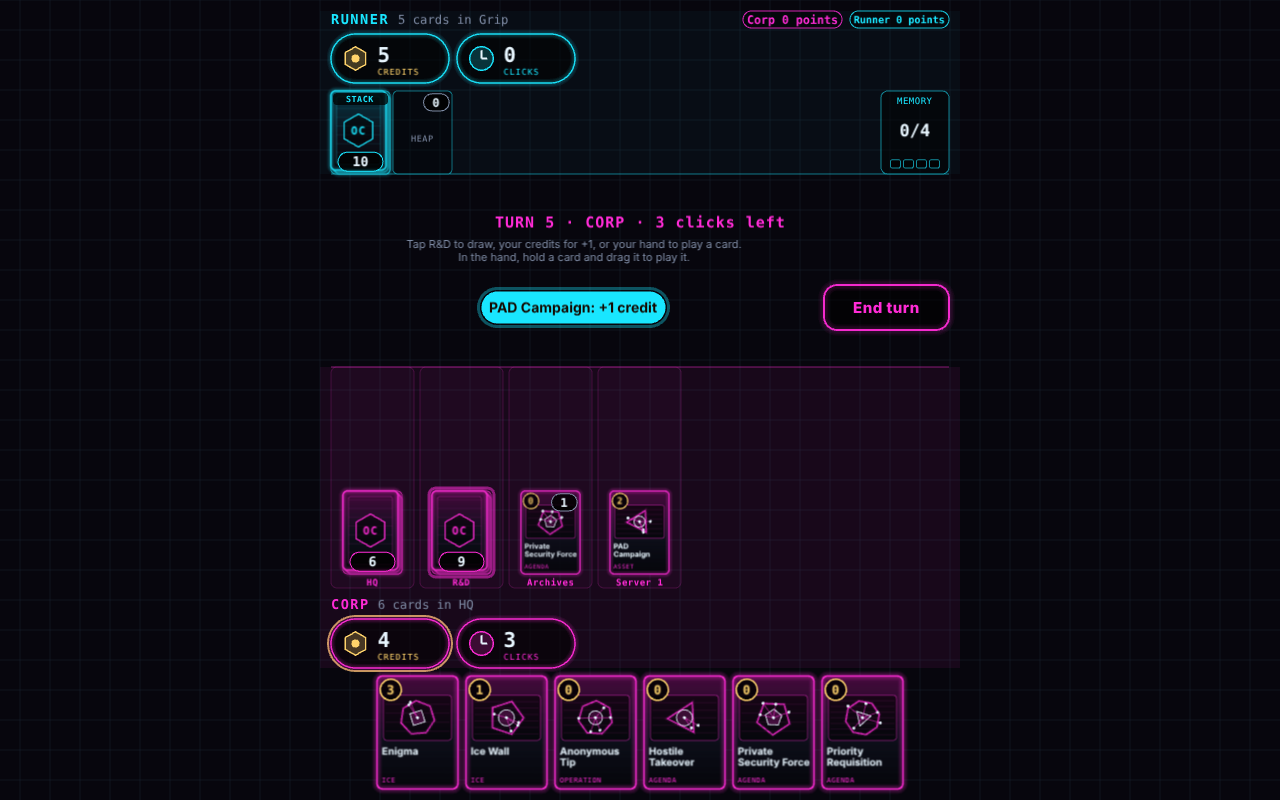 RUNNER 5 cards in Grip
Corp 0 points
Runner 0 points
5
CREDITS
0
CLICKS
STACK
OC
10
0
HEAP
MEMORY
0/4
TURN 5 · CORP · 3 clicks left
Tap R&D to draw, your credits for +1, or your hand to play a card.
In the hand, hold a card and drag it to play it.
PAD Campaign: +1 credit
End turn
OC
6
HQ
OC
9
R&D
0
1
Private
Security Force
AGENDA
Archives
2
PAD
Campaign
ASSET
Server 1
CORP 6 cards in HQ
4
CREDITS
3
CLICKS
3
Enigma
ICE
1
Ice Wall
ICE
0
Anonymous
Tip
OPERATION
0
Hostile
Takeover
AGENDA
0
Private
Security Force
AGENDA
0
Priority
Requisition
AGENDA